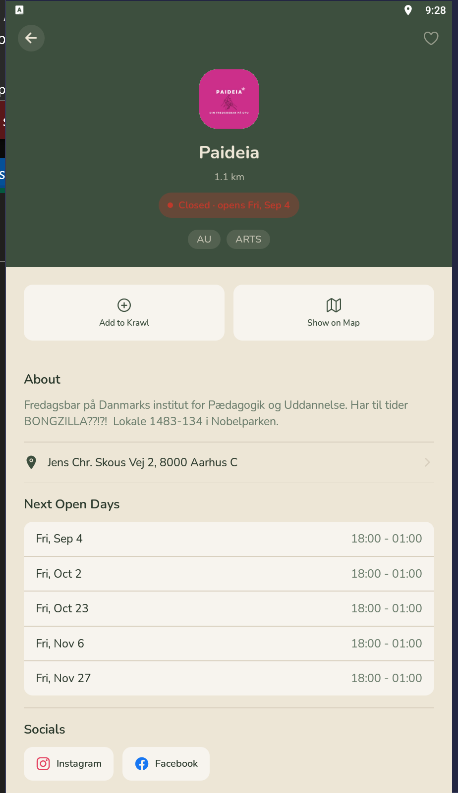 9:28
PAIDEIA
Paideia
1.1 km
Closed · opens Fri, Sep 4
AU
ARTS
Add to Krawl
Show on Map
About
Fredagsbar på Danmarks institut for Pædagogik og Uddannelse. Har til tider
BONGZILLA??!?! Lokale 1483-134 i Nobelparken.
Jens Chr. Skous Vej 2, 8000 Aarhus C
Next Open Days
Fri, Sep 4 18:00 - 01:00
Fri, Oct 2 18:00 - 01:00
Fri, Oct 23 18:00 - 01:00
Fri, Nov 6 18:00 - 01:00
Fri, Nov 27 18:00 - 01:00
Socials
Instagram
Facebook